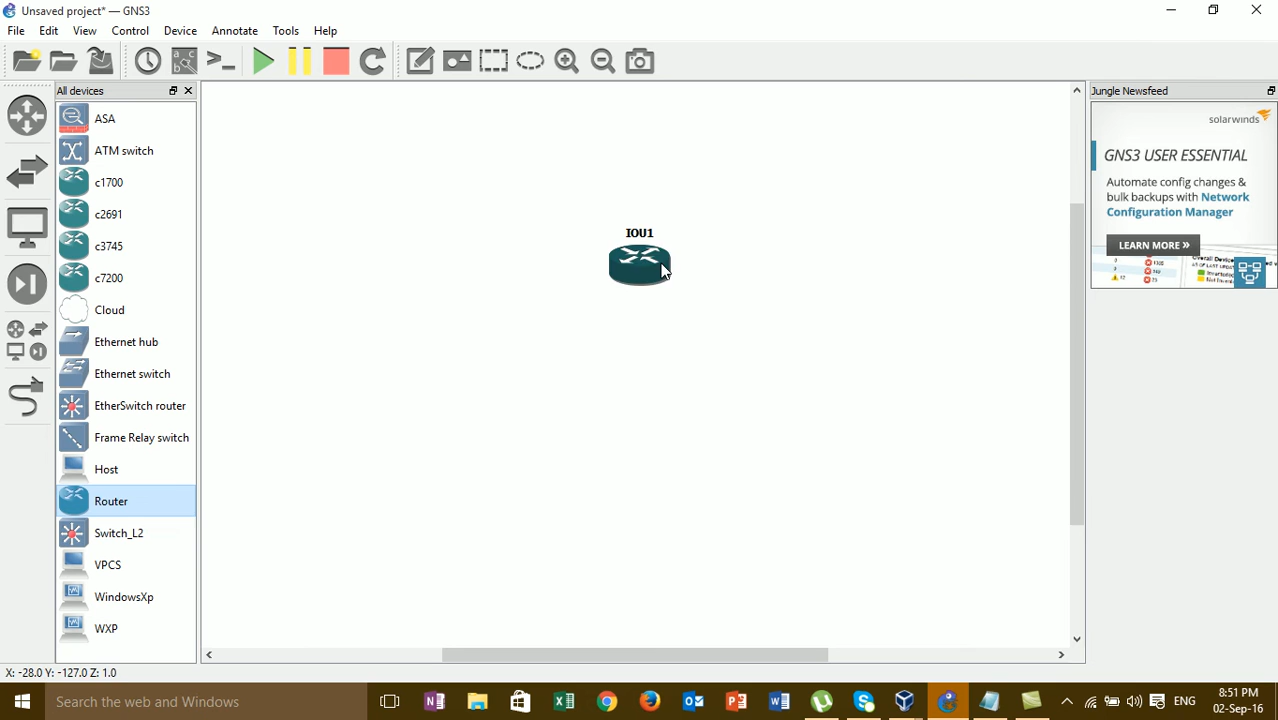 Unsaved project* — GNS3
File Edit View Control Device Annotate Tools Help
All devices
ASA
ATM switch
c1700
c2691
c3745
c7200
Cloud
Ethernet hub
Ethernet switch
EtherSwitch router
Frame Relay switch
Host
Router
Switch_L2
VPCS
WindowsXp
WXP
IOU1
Jungle Newsfeed
solarwinds
GNS3 USER ESSENTIAL
Automate config changes &
bulk backups with Network
Configuration Manager
LEARN MORE »
X: -28.0 Y: -127.0 Z: 1.0
Search the web and Windows
ENG
8:51 PM
02-Sep-16